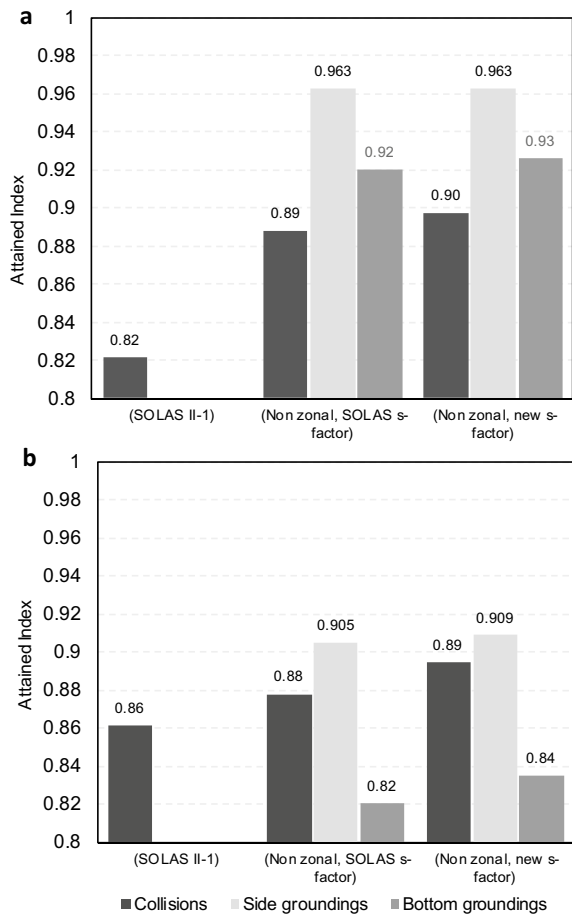 a
1
0.98
0.96
0.94
0.92
0.9
0.88
0.86
0.84
0.82
0.8
Attained Index
0.82
0.89
0.963
0.92
0.90
0.963
0.93
(SOLAS II-1)
(Non zonal, SOLAS s-
factor)
(Non zonal, new s-
factor)
b
1
0.98
0.96
0.94
0.92
0.9
0.88
0.86
0.84
0.82
0.8
Attained Index
0.86
0.88
0.905
0.82
0.89
0.909
0.84
(SOLAS II-1)
(Non zonal, SOLAS s-
factor)
(Non zonal, new s-
factor)
Collisions Side groundings Bottom groundings